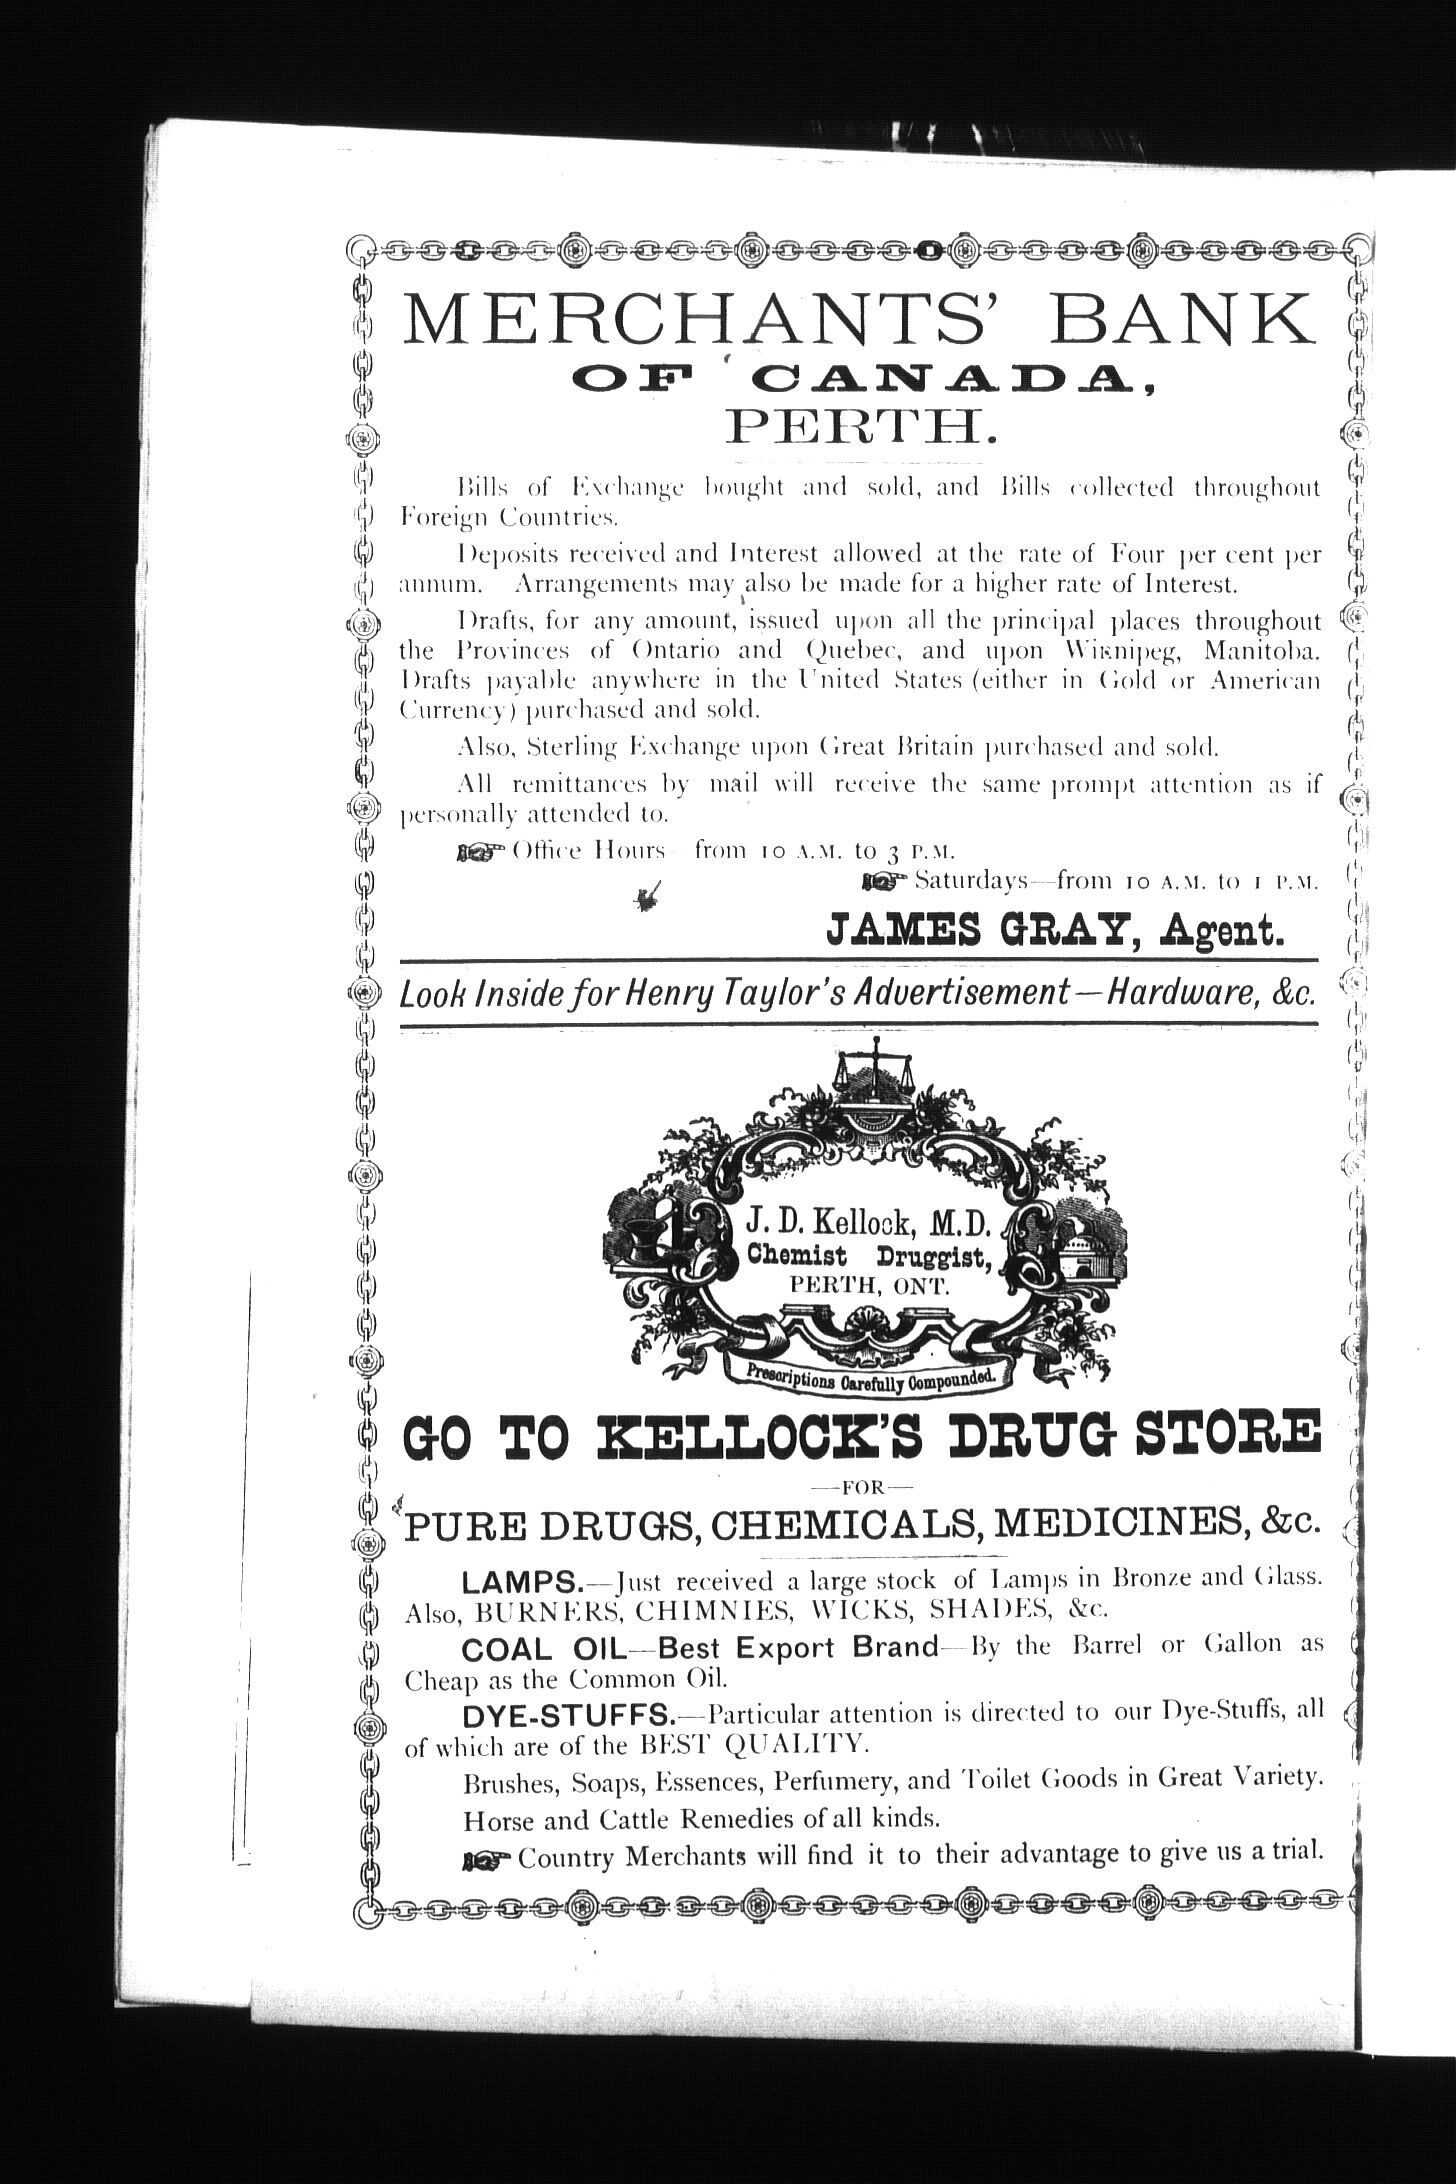 MERCHANTS' BANK
OF CANADA,
PERTH.
Bills of Exchange bought and sold, and Bills collected throughout
Foreign Countries.
Deposits received and Interest allowed at the rate of Four per cent per
annum. Arrangements may also be made for a higher rate of Interest.
Drafts, for any amount, issued upon all the principal places throughout
the Provinces of Ontario and Quebec, and upon Winnipeg, Manitoba.
Drafts payable anywhere in the United States (either in Gold or American
Currency) purchased and sold.
Also, Sterling Exchange upon Great Britain purchased and sold.
All remittances by mail will receive the same prompt attention as if
personally attended to.
☞ Office Hours—from 10 A.M. to 3 P.M.
☞ Saturdays—from 10 A.M. to 1 P.M.
JAMES GRAY, Agent.
Look Inside for Henry Taylor's Advertisement—Hardware, &c.
J. D. Kellock, M.D.
Chemist Druggist,
PERTH, ONT.
Prescriptions Carefully Compounded.
GO TO KELLOCK'S DRUG STORE
—FOR—
PURE DRUGS, CHEMICALS, MEDICINES, &c.
LAMPS.—Just received a large stock of Lamps in Bronze and Glass.
Also, BURNERS, CHIMNIES, WICKS, SHADES, &c.
COAL OIL—Best Export Brand—By the Barrel or Gallon as
Cheap as the Common Oil.
DYE-STUFFS.—Particular attention is directed to our Dye-Stuffs, all
of which are of the BEST QUALITY.
Brushes, Soaps, Essences, Perfumery, and Toilet Goods in Great Variety.
Horse and Cattle Remedies of all kinds.
☞ Country Merchants will find it to their advantage to give us a trial.